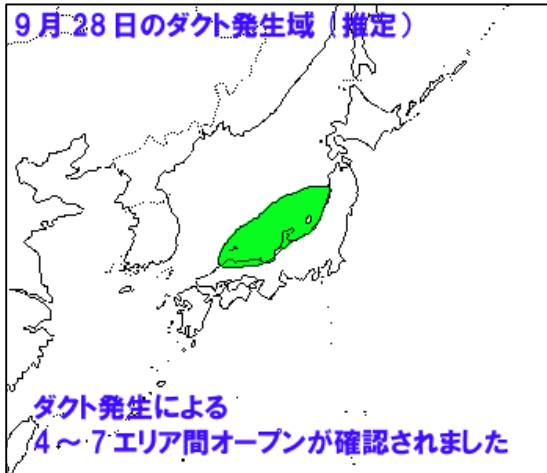 9月28日のダクト発生域（推定）
ダクト発生による
4～7エリア間オープンが確認されました